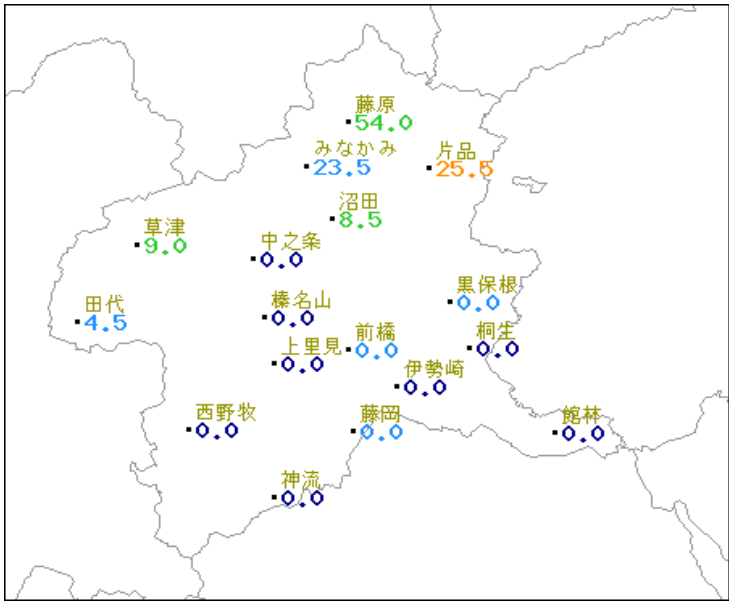 藤原
54.0
みなかみ
23.5
片品
25.5
沼田
8.5
草津
9.0
中之条
0.0
黒保根
0.0
田代
4.5
榛名山
0.0
前橋
0.0
桐生
0.0
上里見
0.0
伊勢崎
0.0
西野牧
0.0
藤岡
0.0
館林
0.0
神流
0.0